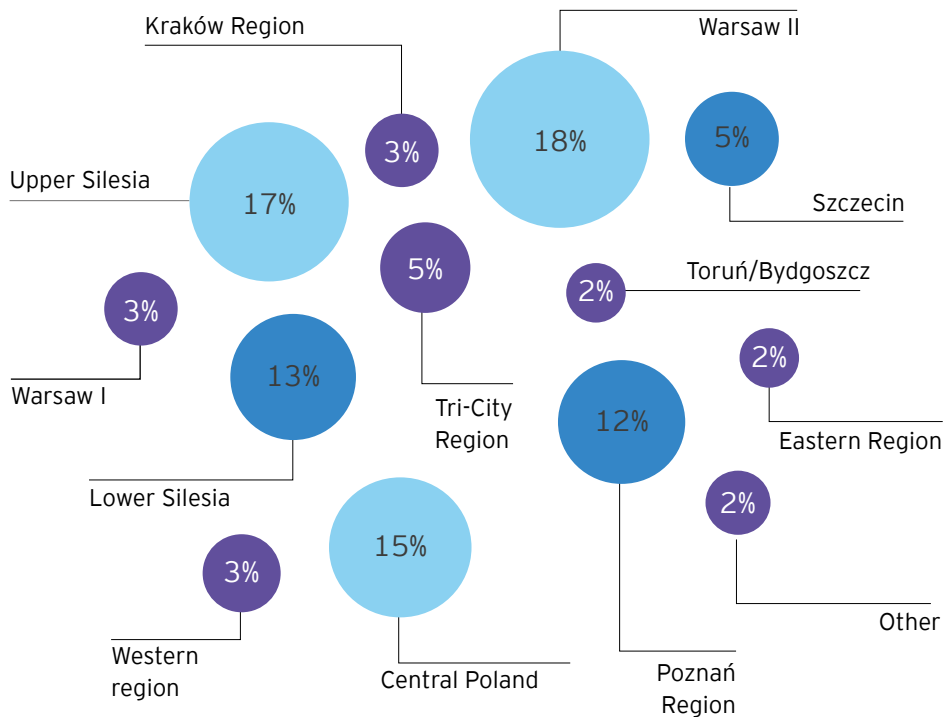 Kraków Region
Warsaw II
3%
18%
5%
Upper Silesia
17%
Szczecin
5%
Toruń/Bydgoszcz
2%
3%
2%
13%
Warsaw I
Tri-City
Region
12%
Eastern Region
Lower Silesia
2%
15%
3%
Other
Western
region
Central Poland
Poznań
Region